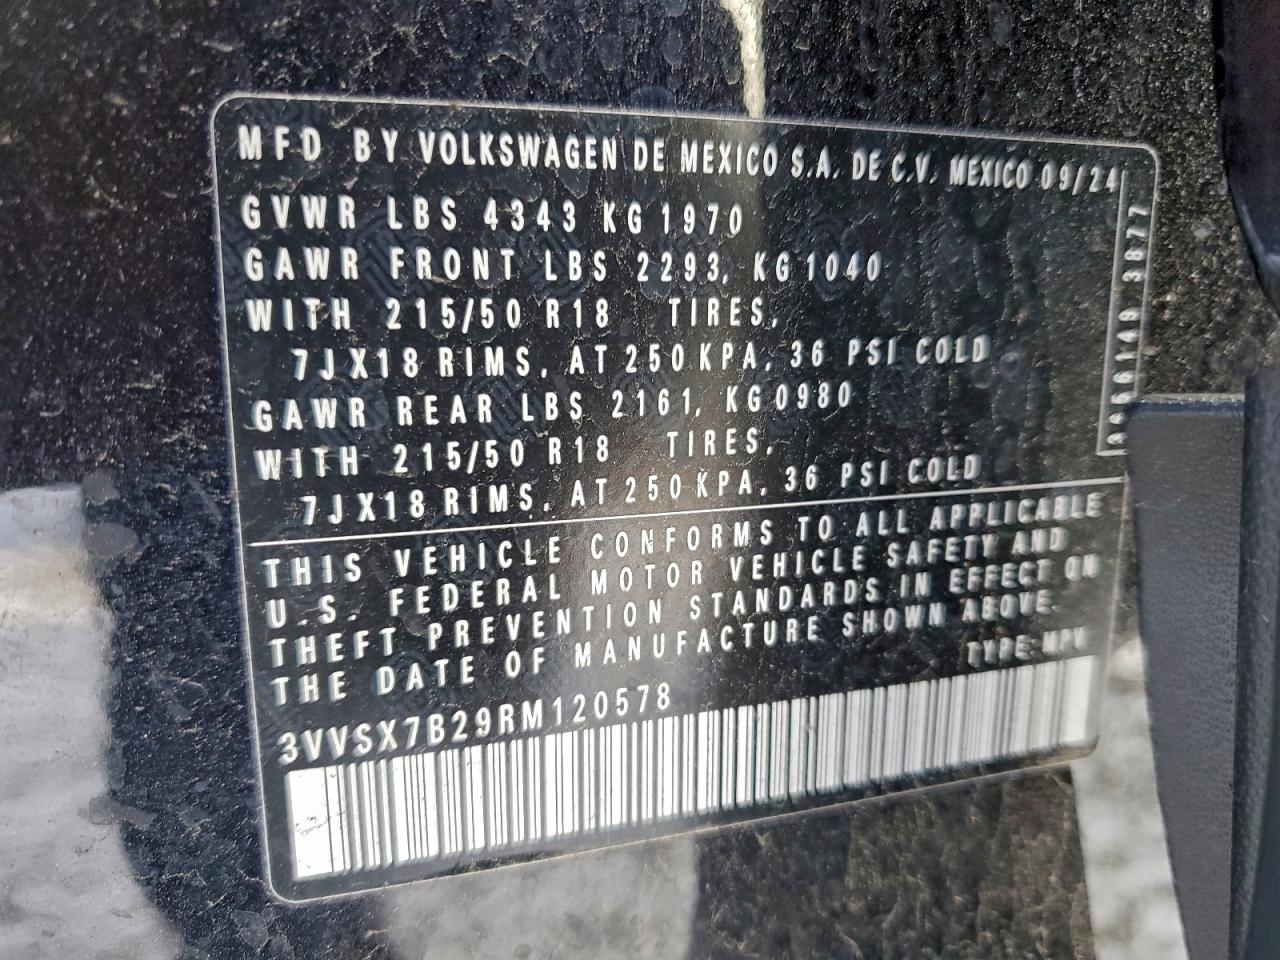 MFD BY VOLKSWAGEN DE MEXICO S.A. DE C.V. MEXICO 09/24
GVWR LBS 4343 KG 1970
GAWR FRONT LBS 2293, KG 1040
WITH 215/50 R18 TIRES,
7JX18 RIMS, AT 250 KPA, 36 PSI COLD
GAWR REAR LBS 2161, KG 0980
WITH 215/50 R18 TIRES,
7JX18 RIMS, AT 250 KPA, 36 PSI COLD
THIS VEHICLE CONFORMS TO ALL APPLICABLE
U.S. FEDERAL MOTOR VEHICLE SAFETY AND
THEFT PREVENTION STANDARDS IN EFFECT ON
THE DATE OF MANUFACTURE SHOWN ABOVE.
TYPE: MPV
3VVSX7B29RM120578
3877